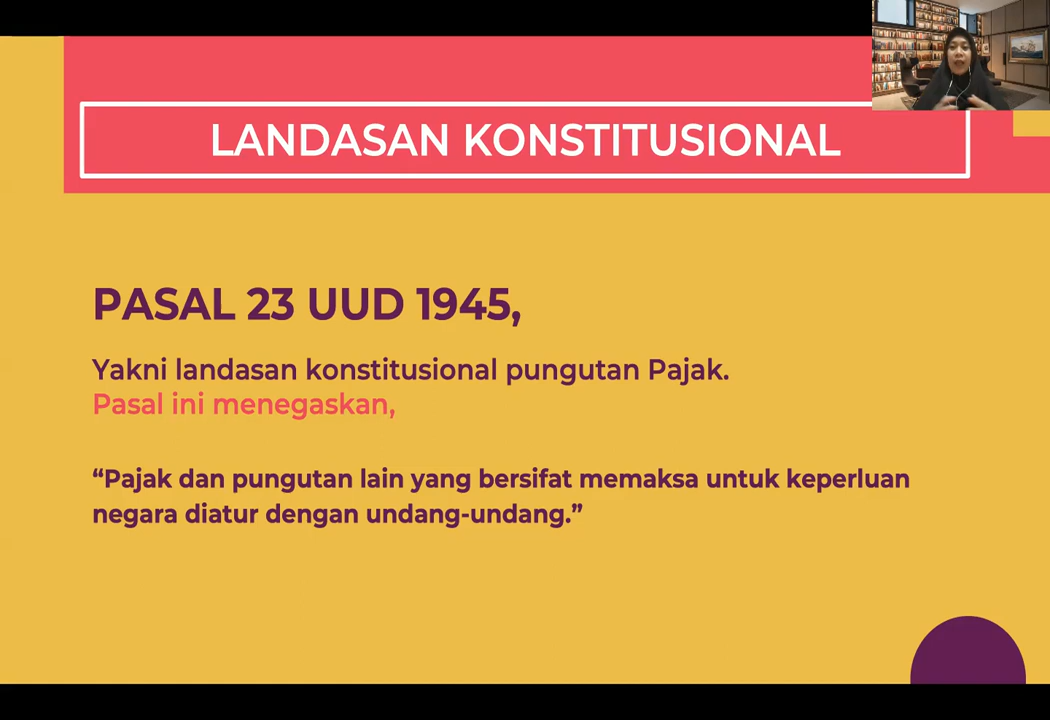 LANDASAN KONSTITUSIONAL
PASAL 23 UUD 1945,
Yakni landasan konstitusional pungutan Pajak.
Pasal ini menegaskan,
“Pajak dan pungutan lain yang bersifat memaksa untuk keperluan
negara diatur dengan undang-undang.”